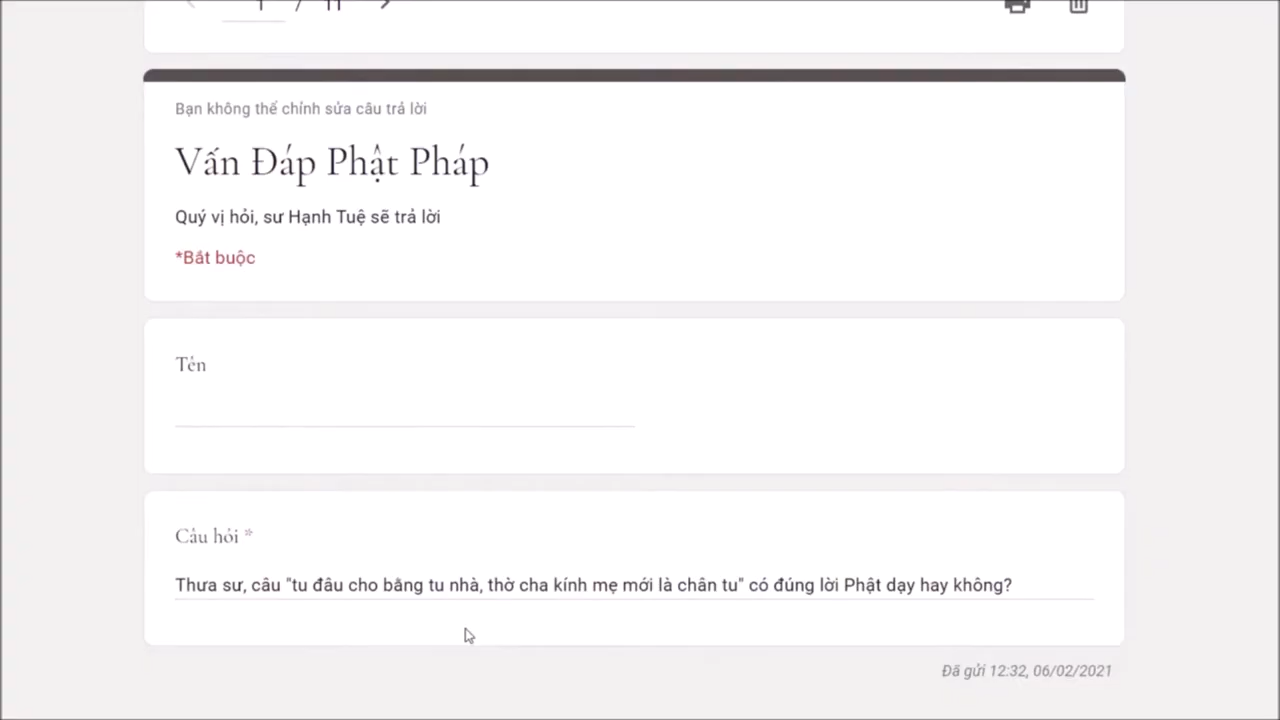 1 / 11
Bạn không thể chỉnh sửa câu trả lời
Vấn Đáp Phật Pháp
Quý vị hỏi, sư Hạnh Tuệ sẽ trả lời
*Bắt buộc
Tên
Câu hỏi *
Thưa sư, câu "tu đâu cho bằng tu nhà, thờ cha kính mẹ mới là chân tu" có đúng lời Phật dạy hay không?
Đã gửi 12:32, 06/02/2021